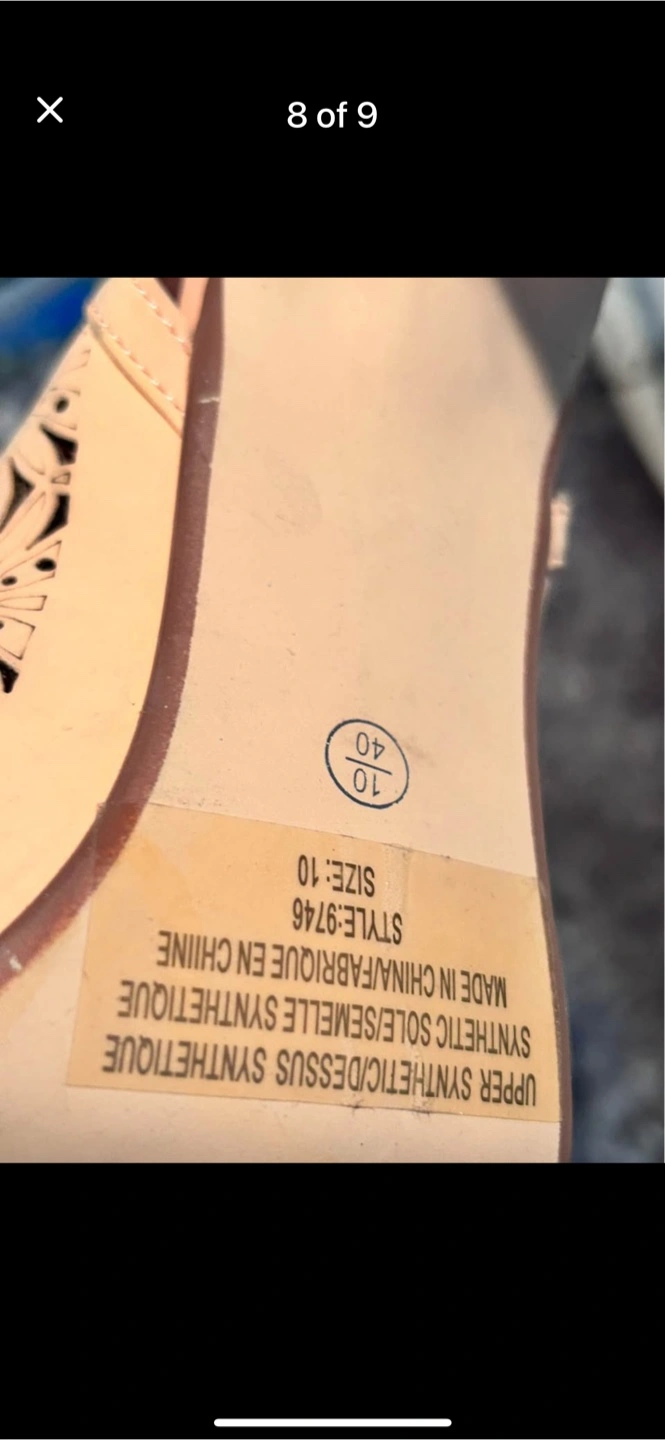 8 of 9
UPPER SYNTHETIC/DESSUS SYNTHETIQUE
SYNTHETIC SOLE/SEMELLE SYNTHETIQUE
MADE IN CHINA/FABRIQUE EN CHIINE
STYLE:9746
SIZE: 10
10
40